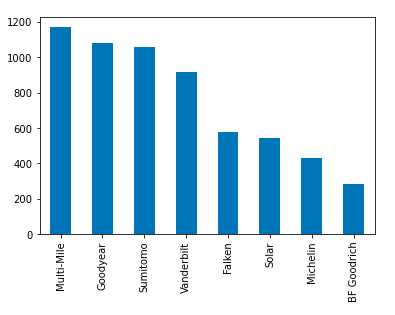 1200
1000
800
600
400
200
0
Multi-Mile
Goodyear
Sumitomo
Vanderbilt
Falken
Solar
Michelin
BF Goodrich